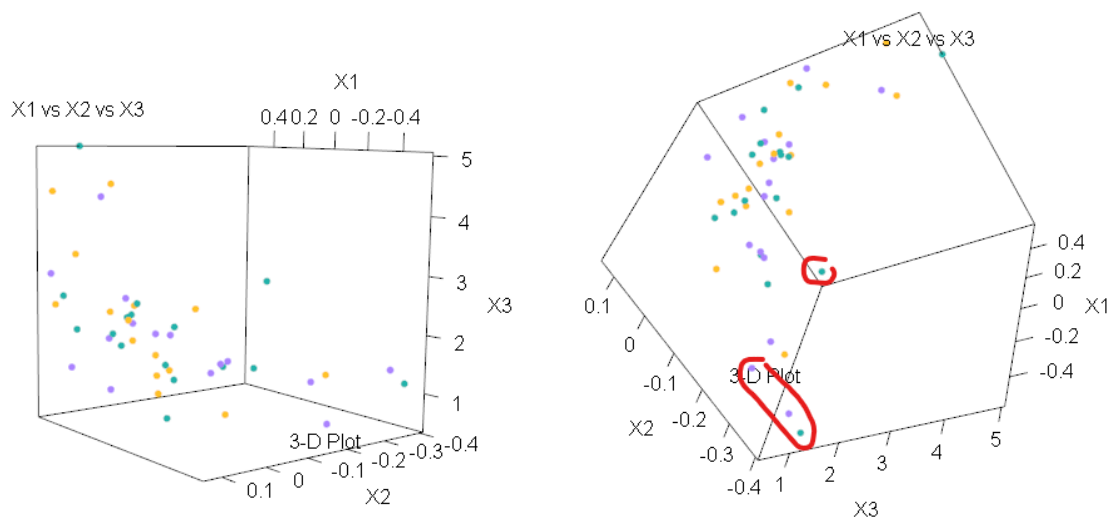 X1
X1 vs X2 vs X3
0.4 0.2 0 -0.2 -0.4
5
4
3
X3
2
1
3-D Plot
0.1 0 -0.1 -0.2 -0.3 -0.4
X2
X1 vs X2 vs X3
0.4
0.2
0
X1
-0.2
-0.4
0.1
0
-0.1
-0.2
-0.3
-0.4
X2
3-D Plot
1 2 3 4 5
X3